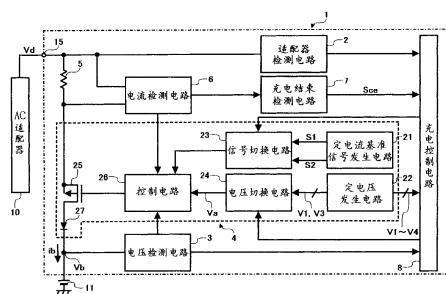 1
Vd
15
5
适配器
检测电路
2
6
电流检测电路
充电结束
检测电路
7
Sce
AC
适配器
10
23
信号切换电路
S1
S2
定电流基准
信号发生电路
21
充电控制电路
25
26
控制电路
24
电压切换电路
定电压
发生电路
22
27
Va
V1, V3
V1~V4
4
ib
电压检测电路
3
Vb
8
11